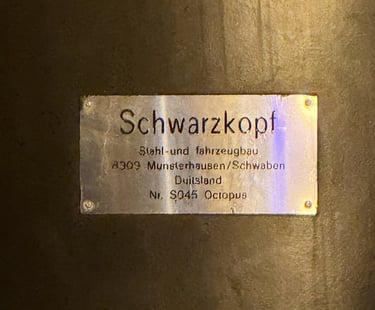 Schwarzkopf
Stahl-und fahrzeugbau
8909 Munsterhausen/Schwaben
Duitsland
Nr. S045 Octopus